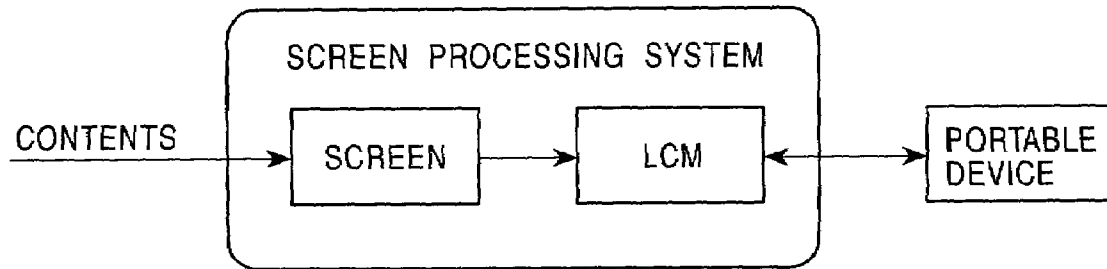 SCREEN PROCESSING SYSTEM
CONTENTS
SCREEN
LCM
PORTABLE
DEVICE